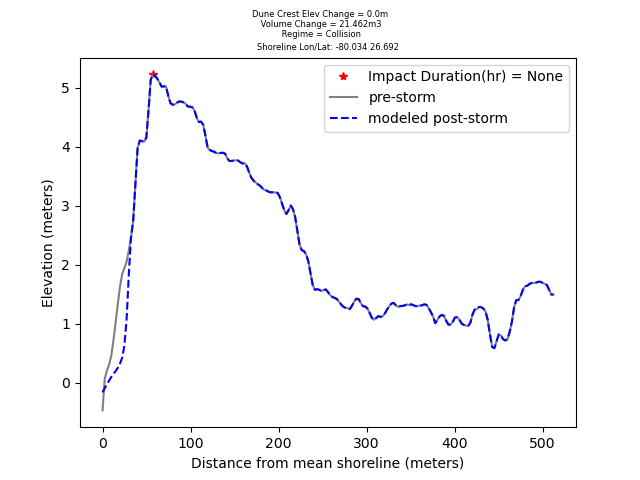 Dune Crest Elev Change = 0.0m
Volume Change = 21.462m3
Regime = Collision
Shoreline Lon/Lat: -80.034 26.692
Impact Duration(hr) = None
pre-storm
modeled post-storm
Elevation (meters)
5
4
3
2
1
0
0 100 200 300 400 500
Distance from mean shoreline (meters)